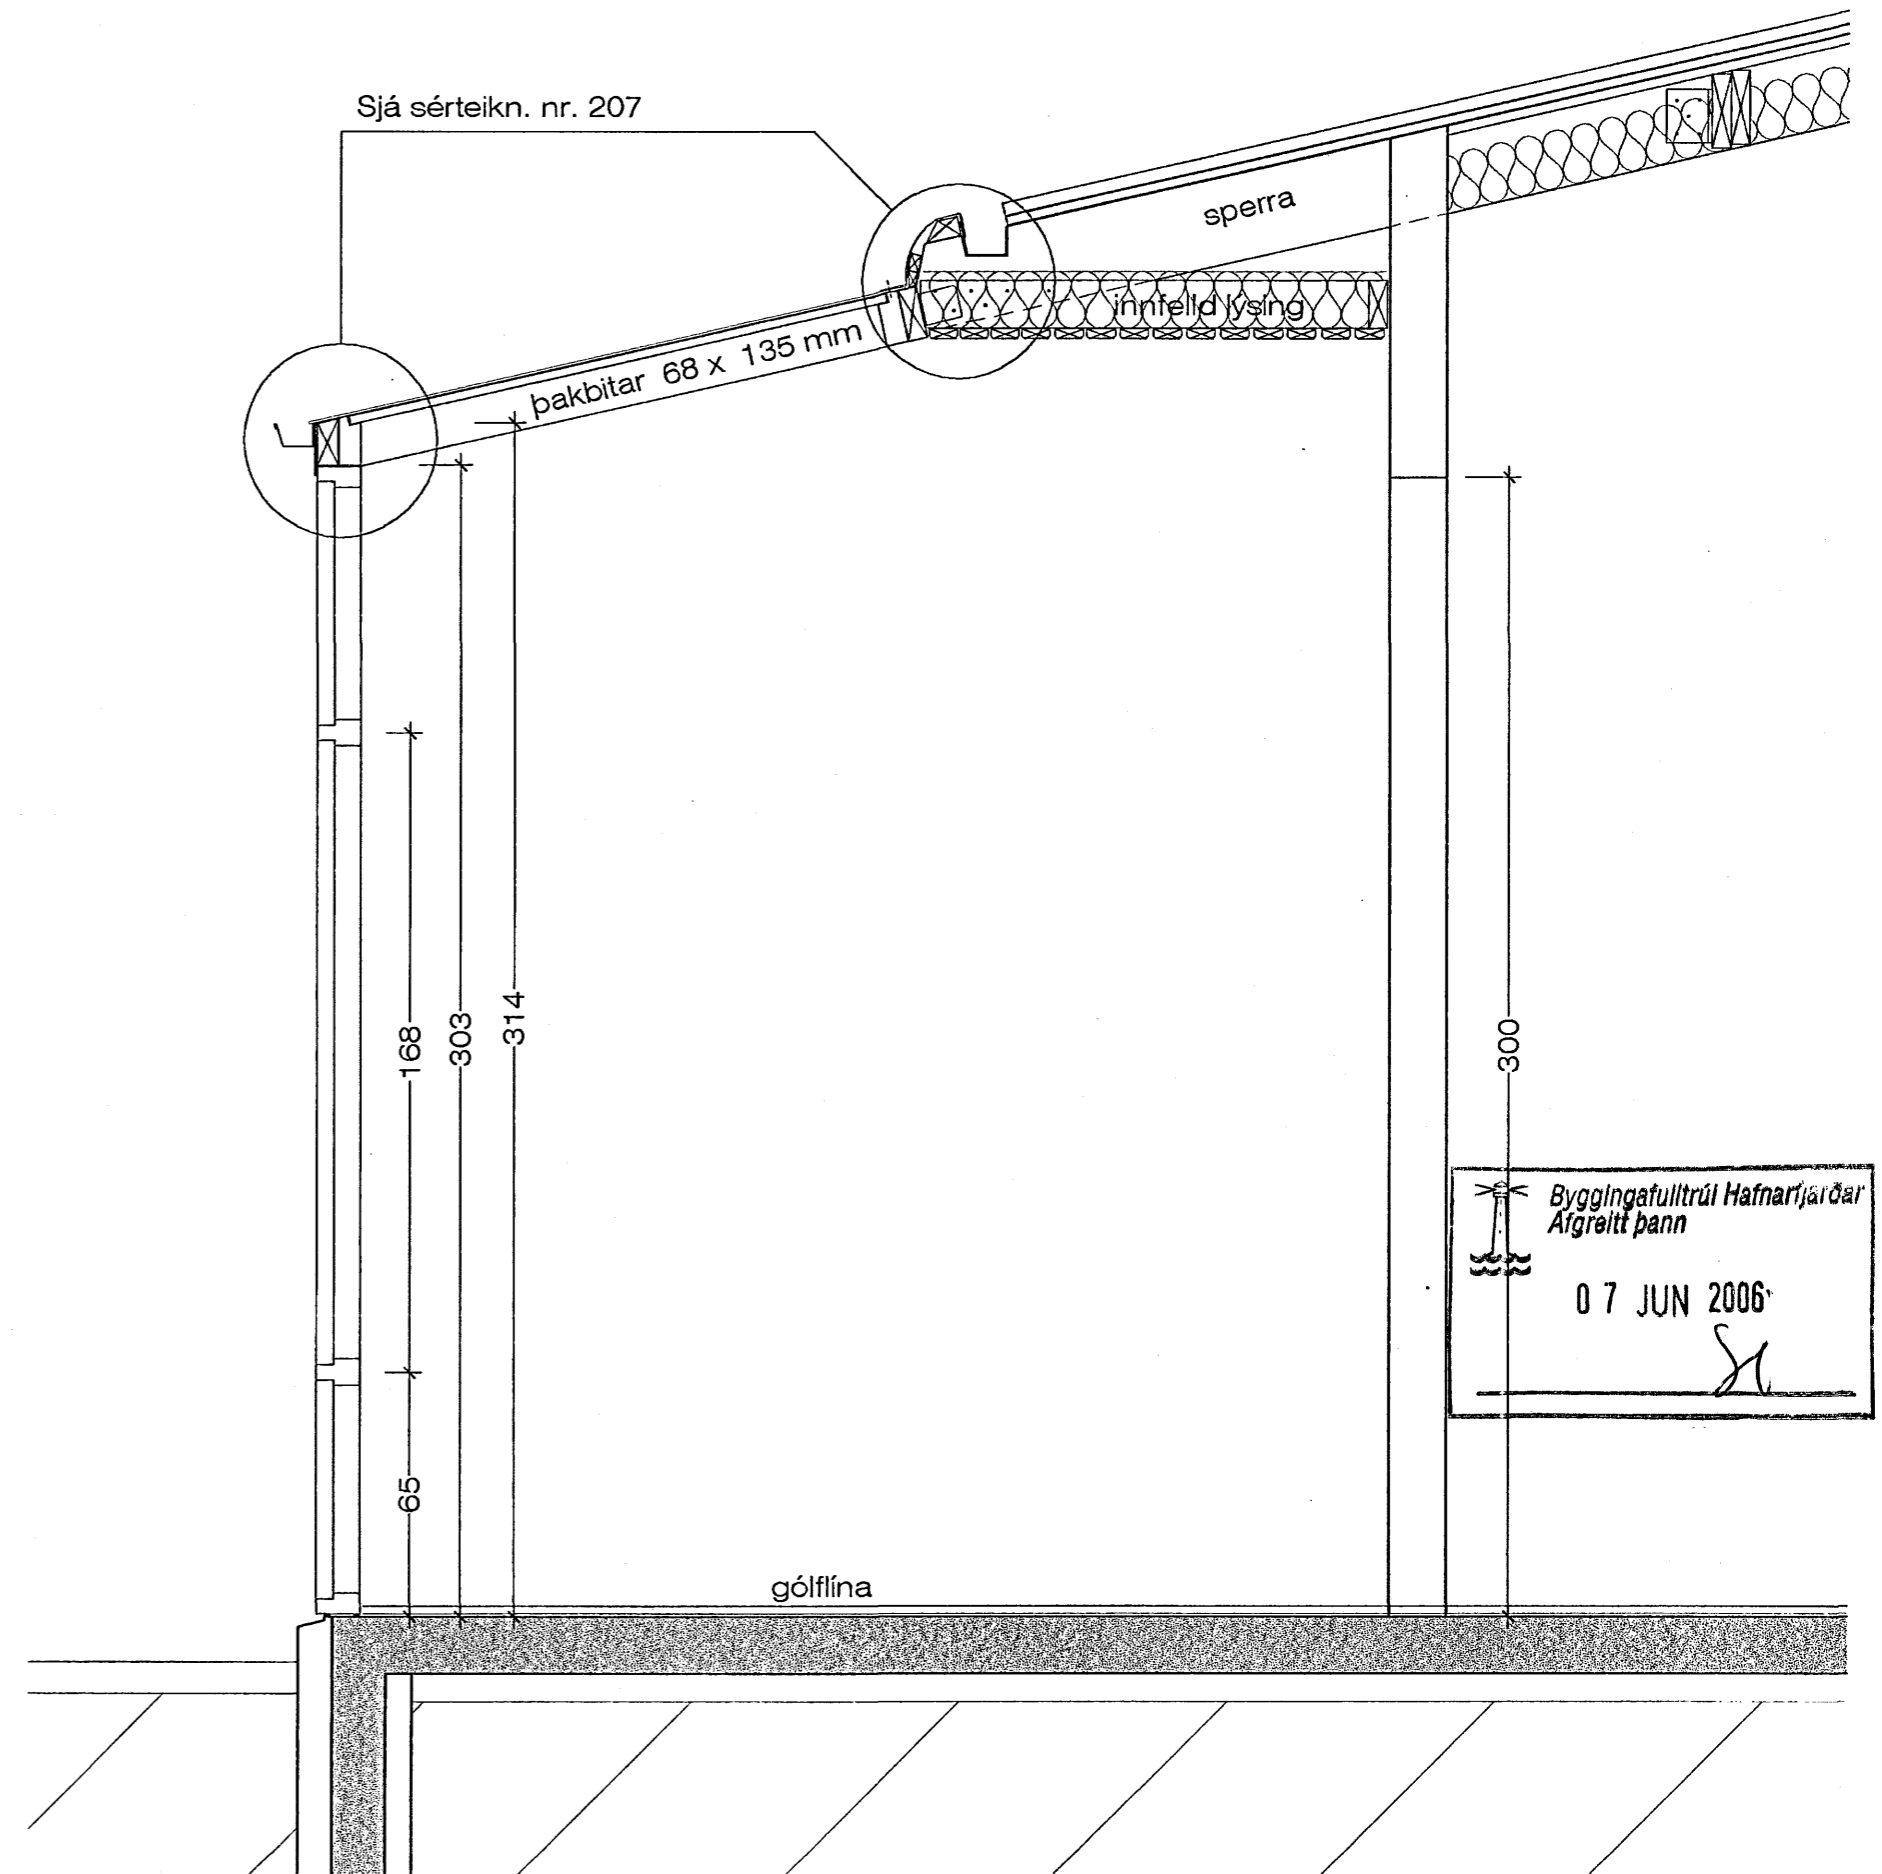 Sjá sérteikn. nr. 207
sperra
innfelld lýsing
þakbitar 68 x 135 mm
168
303
314
300
65
gólflína
Byggingafulltrúi Hafnarfjarðar
Afgreitt þann
07 JUN 2006